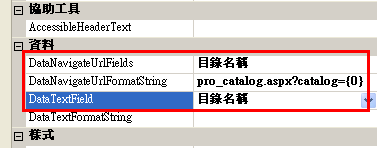 協助工具
AccessibleHeaderText
資料
DataNavigateUrlFields 目錄名稱
DataNavigateUrlFormatString pro_catalog.aspx?catalog={0}
DataTextField 目錄名稱
DataTextFormatString
樣式